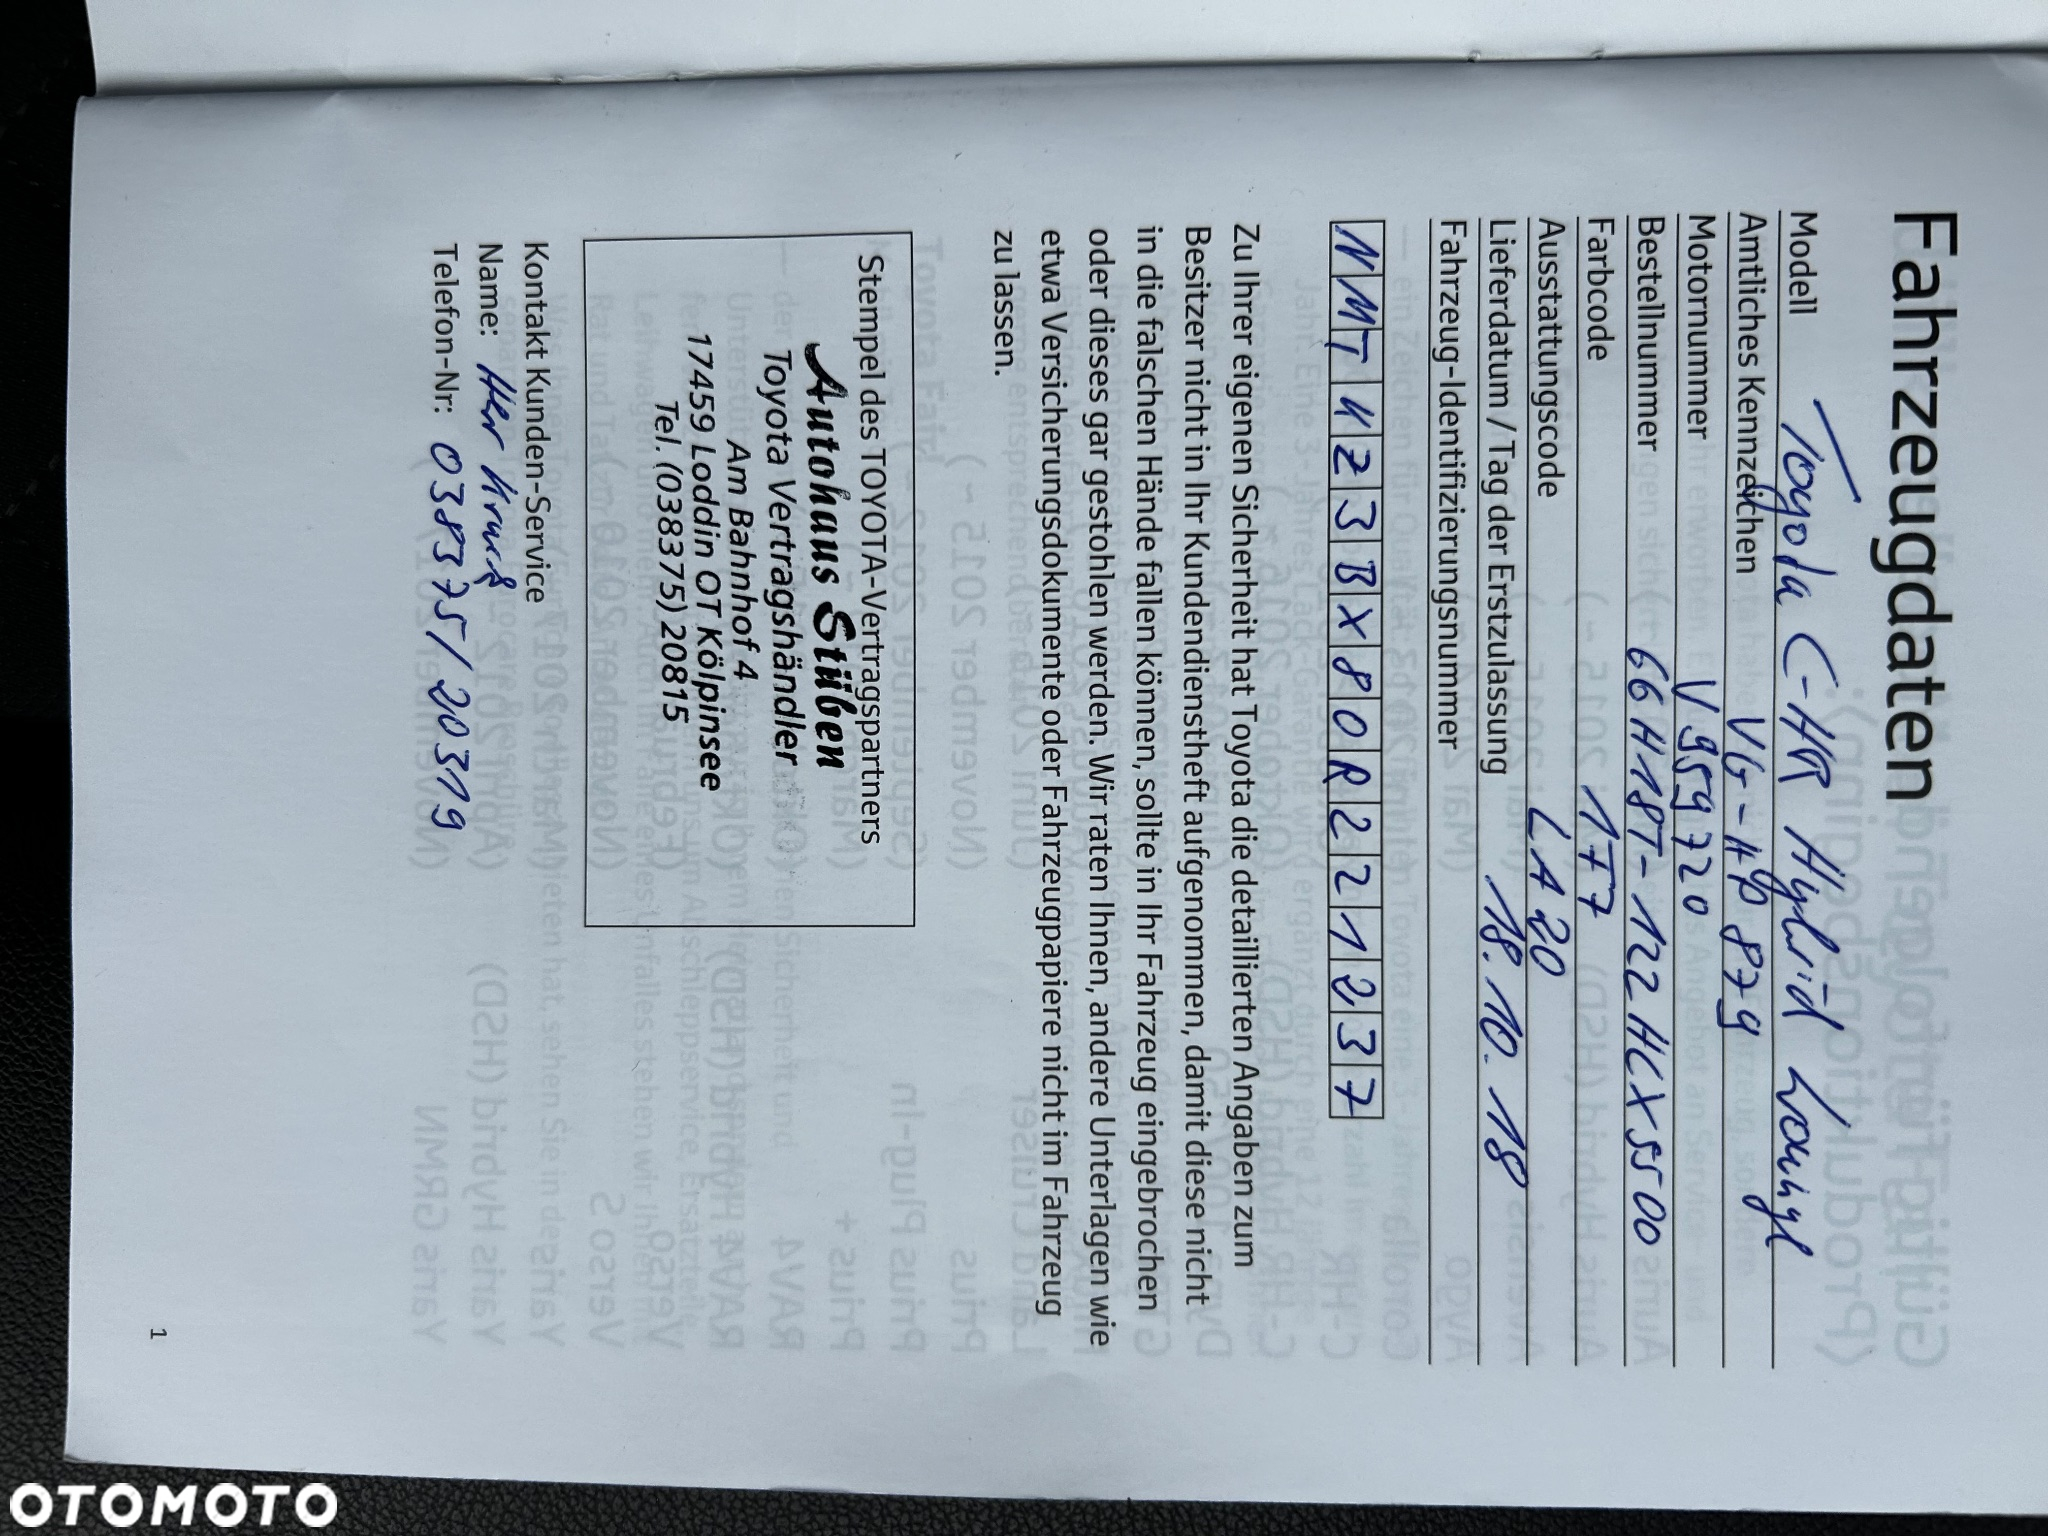 Fahrzeugdaten
Modell Toyoda C-HR Hybrid Lounge
Amtliches Kennzeichen VG-HP 879
Motornummer V959720
Bestellnummer 66H18T-122HCX5500
Farbcode 1F7
Ausstattungscode LA20
Lieferdatum / Tag der Erstzulassung 18.10.18
Fahrzeug-Identifizierungsnummer
NMTKZ3BX80R221237
Zu Ihrer eigenen Sicherheit hat Toyota die detaillierten Angaben zum
Besitzer nicht in Ihr Kundendienstheft aufgenommen, damit diese nicht
in die falschen Hände fallen können, sollte in Ihr Fahrzeug eingebrochen
oder dieses gar gestohlen werden. Wir raten Ihnen, andere Unterlagen wie
etwa Versicherungsdokumente oder Fahrzeugpapiere nicht im Fahrzeug
zu lassen.
Stempel des TOYOTA-Vertragspartners
Autohaus Stüben
Toyota Vertragshändler
Am Bahnhof 4
17459 Loddin OT Kölpinsee
Tel. (038375) 20815
Kontakt Kunden-Service
Name: Herr
Telefon-Nr: 038375/20319
1
OTOMOTO